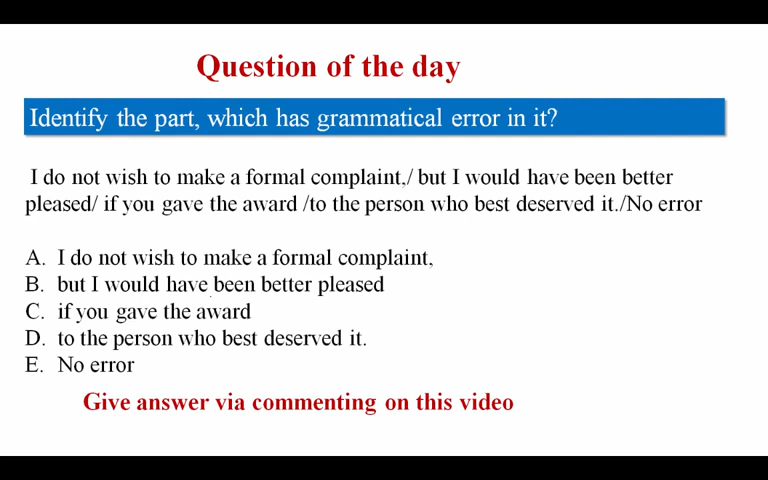 Question of the day
Identify the part, which has grammatical error in it?
I do not wish to make a formal complaint,/ but I would have been better
pleased/ if you gave the award /to the person who best deserved it./No error
A. I do not wish to make a formal complaint,
B. but I would have been better pleased
C. if you gave the award
D. to the person who best deserved it.
E. No error
Give answer via commenting on this video